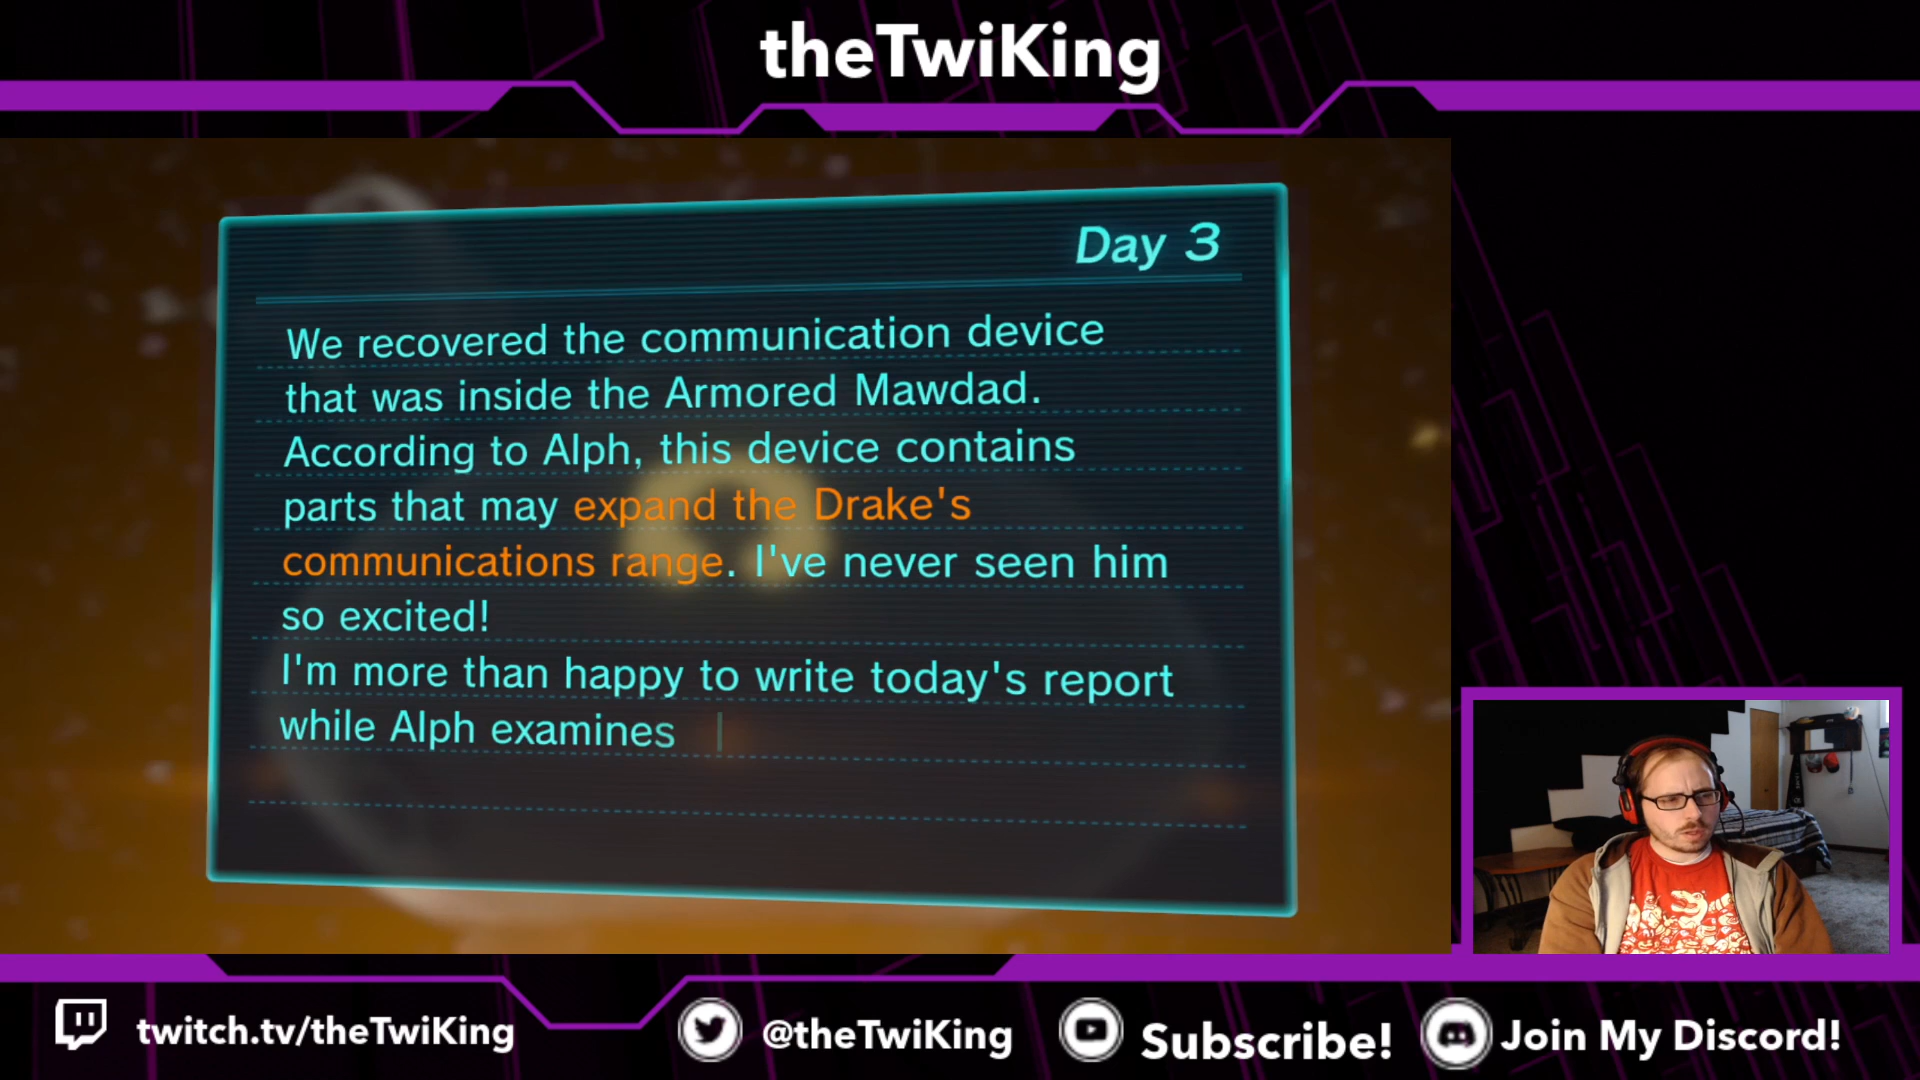 theTwiKing
Day 3
We recovered the communication device
that was inside the Armored Mawdad.
According to Alph, this device contains
parts that may expand the Drake's
communications range. I've never seen him
so excited!
I'm more than happy to write today's report
while Alph examines
twitch.tv/theTwiKing
@theTwiKing
Subscribe!
Join My Discord!